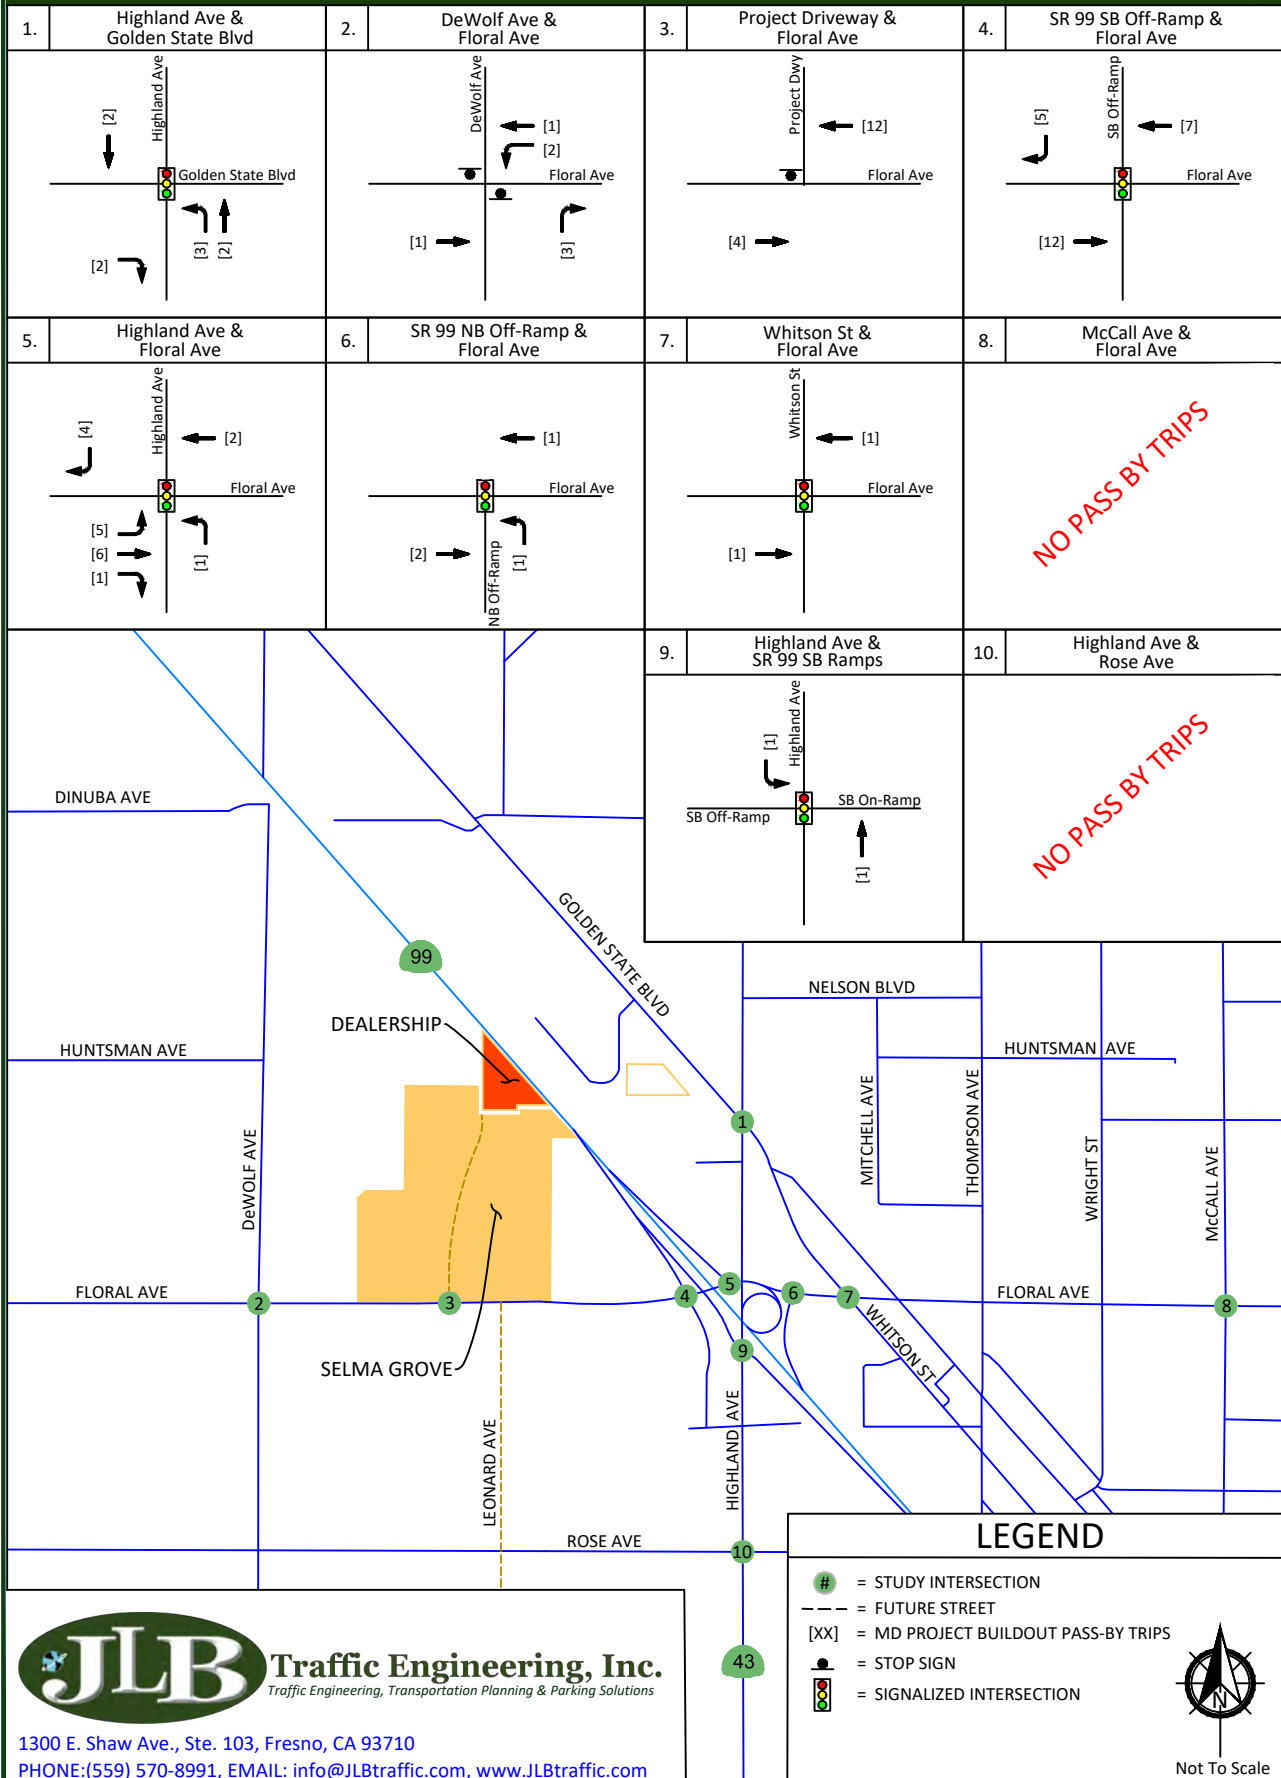 1.
Highland Ave &
Golden State Blvd
Highland Ave
[2]
Golden State Blvd
[3]
[2]
[2]
2.
DeWolf Ave &
Floral Ave
DeWolf Ave
[1]
[2]
Floral Ave
[1]
[3]
3.
Project Driveway &
Floral Ave
Project Dwy
[12]
Floral Ave
[4]
4.
SR 99 SB Off-Ramp &
Floral Ave
SB Off-Ramp
[5]
[7]
Floral Ave
[12]
5.
Highland Ave &
Floral Ave
Highland Ave
[4]
[2]
Floral Ave
[5]
[6]
[1]
[1]
6.
SR 99 NB Off-Ramp &
Floral Ave
[1]
Floral Ave
[2]
NB Off-Ramp
[1]
7.
Whitson St &
Floral Ave
Whitson St
[1]
Floral Ave
[1]
8.
McCall Ave &
Floral Ave
NO PASS BY TRIPS
9.
Highland Ave &
SR 99 SB Ramps
Highland Ave
[1]
SB On-Ramp
SB Off-Ramp
[1]
10.
Highland Ave &
Rose Ave
NO PASS BY TRIPS
DINUBA AVE
99
GOLDEN STATE BLVD
NELSON BLVD
DEALERSHIP
HUNTSMAN AVE
HUNTSMAN AVE
MITCHELL AVE
THOMPSON AVE
WRIGHT ST
McCALL AVE
DeWOLF AVE
1
FLORAL AVE
2
3
4
5
6
7
FLORAL AVE
8
WHITSON ST
9
SELMA GROVE
LEONARD AVE
HIGHLAND AVE
ROSE AVE
10
43
LEGEND
# = STUDY INTERSECTION
= FUTURE STREET
[XX] = MD PROJECT BUILDOUT PASS-BY TRIPS
= STOP SIGN
= SIGNALIZED INTERSECTION
N
Not To Scale
JLB
Traffic Engineering, Inc.
Traffic Engineering, Transportation Planning & Parking Solutions
1300 E. Shaw Ave., Ste. 103, Fresno, CA 93710
PHONE:(559) 570-8991, EMAIL: info@JLBtraffic.com, www.JLBtraffic.com